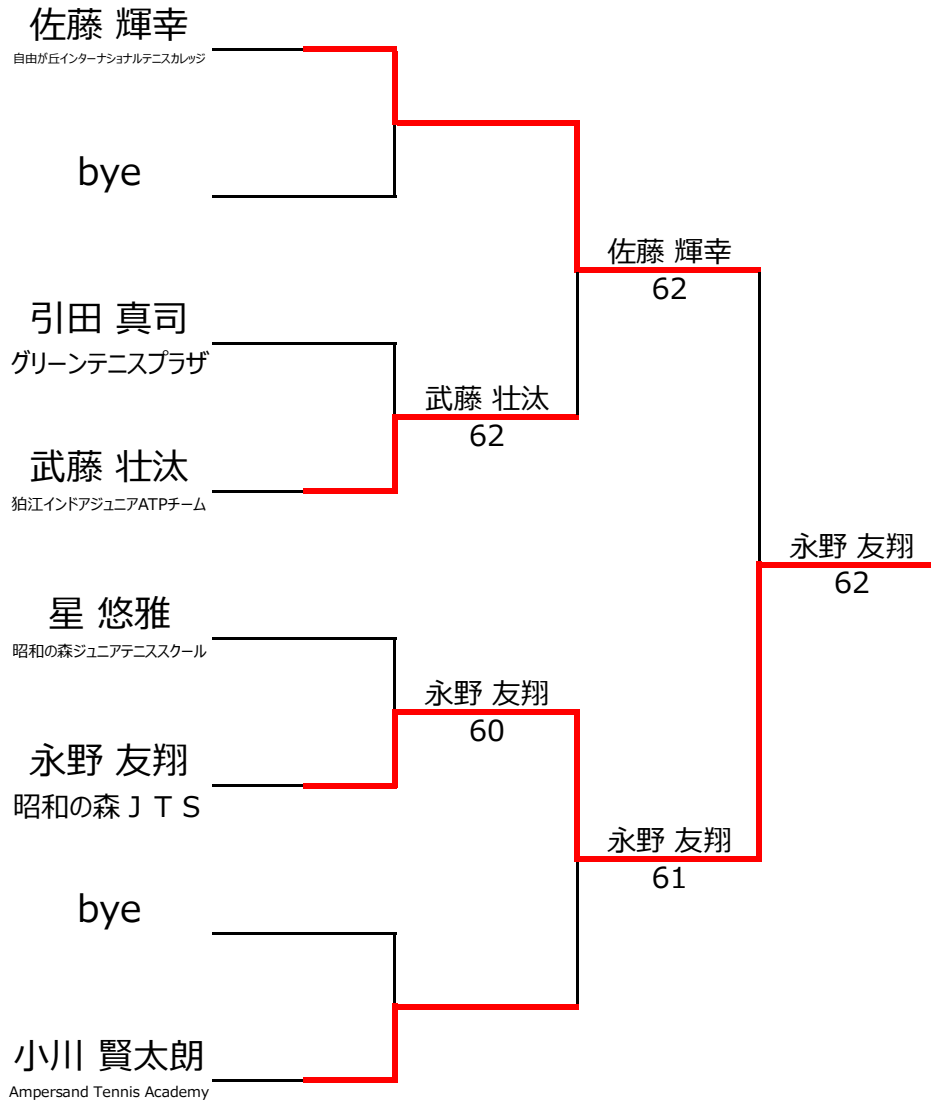 佐藤 輝幸
自由が丘インターナショナルテニスカレッジ
bye
引田 真司
グリーンテニスプラザ
武藤 壮汰
狛江インドアジュニアATPチーム
星 悠雅
昭和の森ジュニアテニススクール
永野 友翔
昭和の森ＪＴＳ
bye
小川 賢太朗
Ampersand Tennis Academy
武藤 壮汰
62
永野 友翔
60
佐藤 輝幸
62
永野 友翔
61
永野 友翔
62